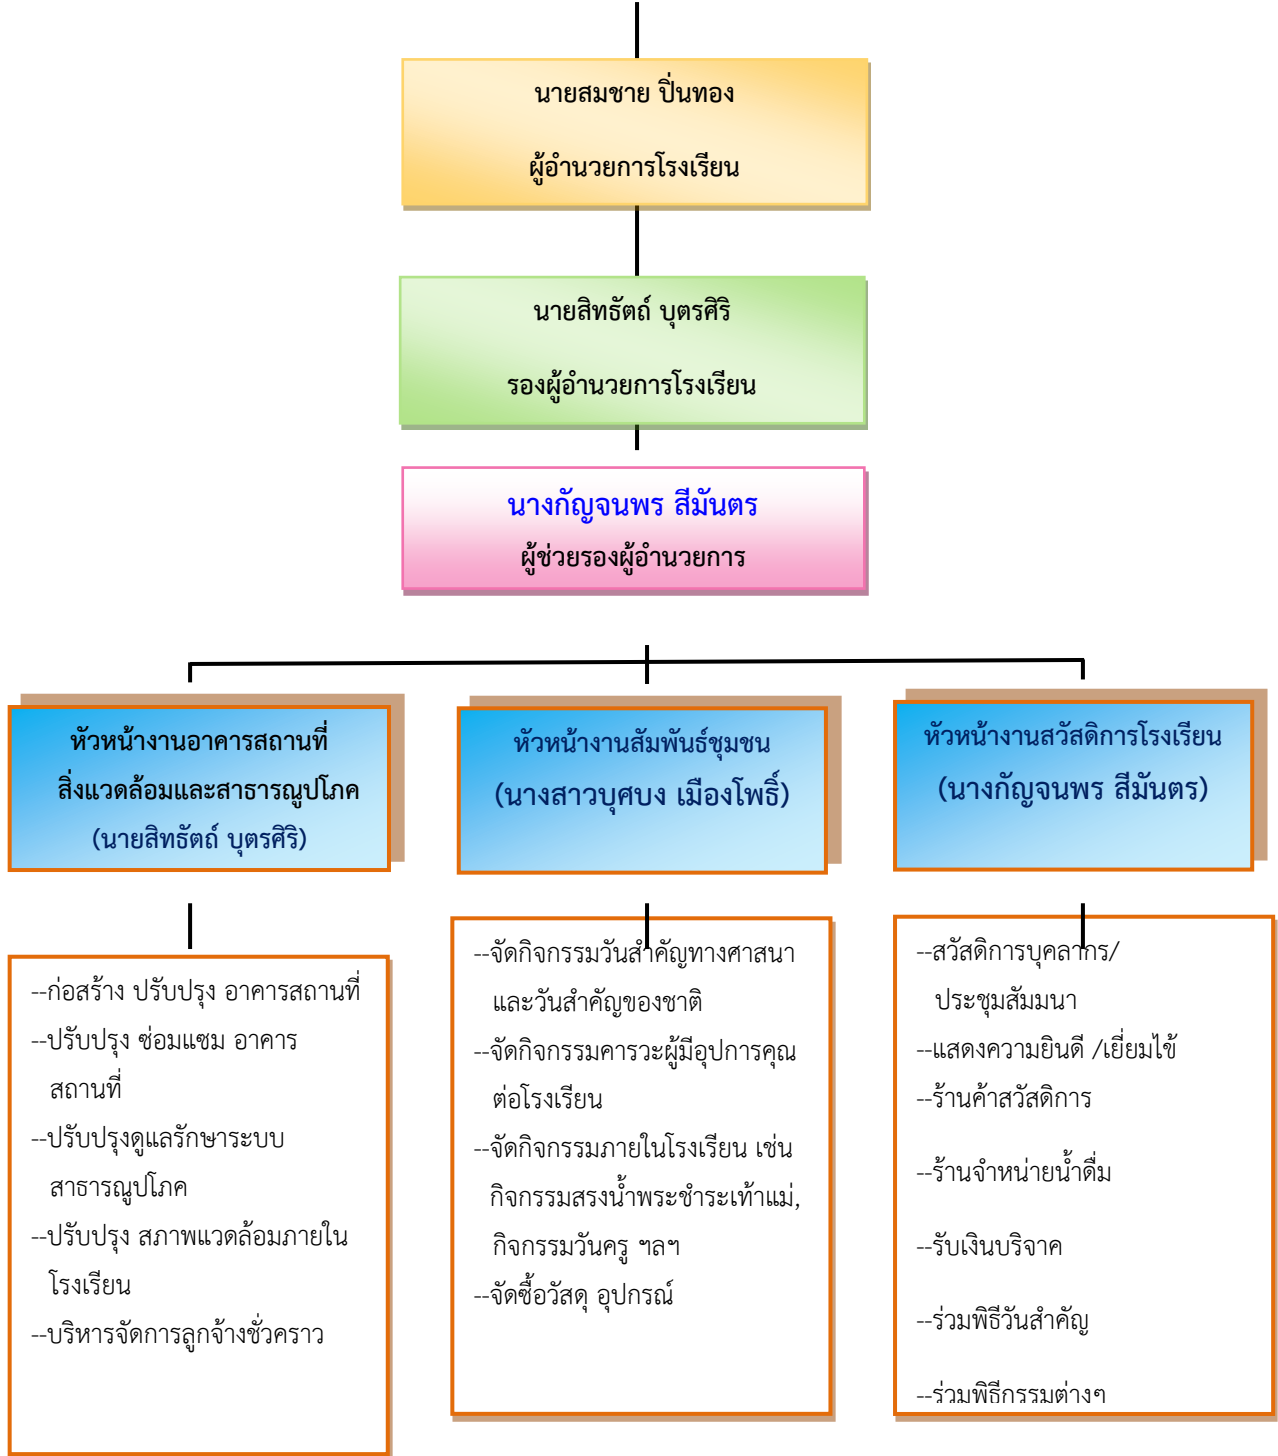 นายสมชาย ปิ่นทอง
ผู้อำนวยการโรงเรียน
นายสิทธัตถ์ บุตรศิริ
รองผู้อำนวยการโรงเรียน
นางกัญจนพร สีมันตร
ผู้ช่วยรองผู้อำนวยการ
หัวหน้างานอาคารสถานที่
สิ่งแวดล้อมและสาธารณูปโภค
(นายสิทธัตถ์ บุตรศิริ)
หัวหน้างานสัมพันธ์ชุมชน
(นางสาวบุศบง เมืองโพธิ์)
หัวหน้างานสวัสดิการโรงเรียน
(นางกัญจนพร สีมันตร)
--ก่อสร้าง ปรับปรุง อาคารสถานที่
--ปรับปรุง ซ่อมแซม อาคาร
สถานที่
--ปรับปรุงดูแลรักษาระบบ
สาธารณูปโภค
--ปรับปรุง สภาพแวดล้อมภายใน
โรงเรียน
--บริหารจัดการลูกจ้างชั่วคราว
--จัดกิจกรรมวันสำคัญทางศาสนา
และวันสำคัญของชาติ
--จัดกิจกรรมคารวะผู้มีอุปการคุณ
ต่อโรงเรียน
--จัดกิจกรรมภายในโรงเรียน เช่น
กิจกรรมสรงน้ำพระชำระเท้าแม่,
กิจกรรมวันครู ฯลฯ
--จัดซื้อวัสดุ อุปกรณ์
--สวัสดิการบุคลากร/
ประชุมสัมมนา
--แสดงความยินดี /เยี่ยมไข้
--ร้านค้าสวัสดิการ
--ร้านจำหน่ายน้ำดื่ม
--รับเงินบริจาค
--ร่วมพิธีวันสำคัญ
--ร่วมพิธีกรรมต่างๆ